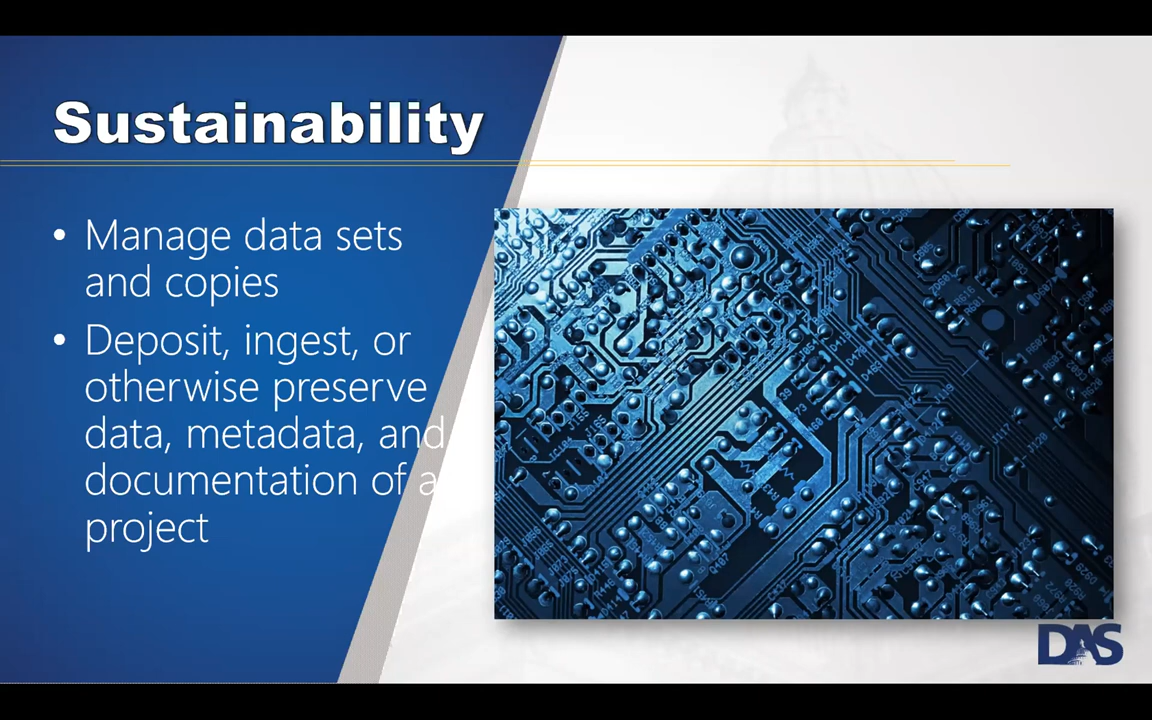 Sustainability
• Manage data sets
and copies
• Deposit, ingest, or
otherwise preserve
data, metadata, and
documentation of a
project
DAS